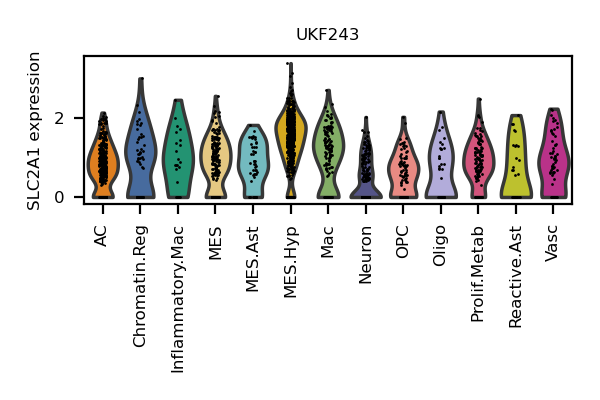 UKF243
SLC2A1 expression
2
0
AC
Chromatin.Reg
Inflammatory.Mac
MES
MES.Ast
MES.Hyp
Mac
Neuron
OPC
Oligo
Prolif.Metab
Reactive.Ast
Vasc